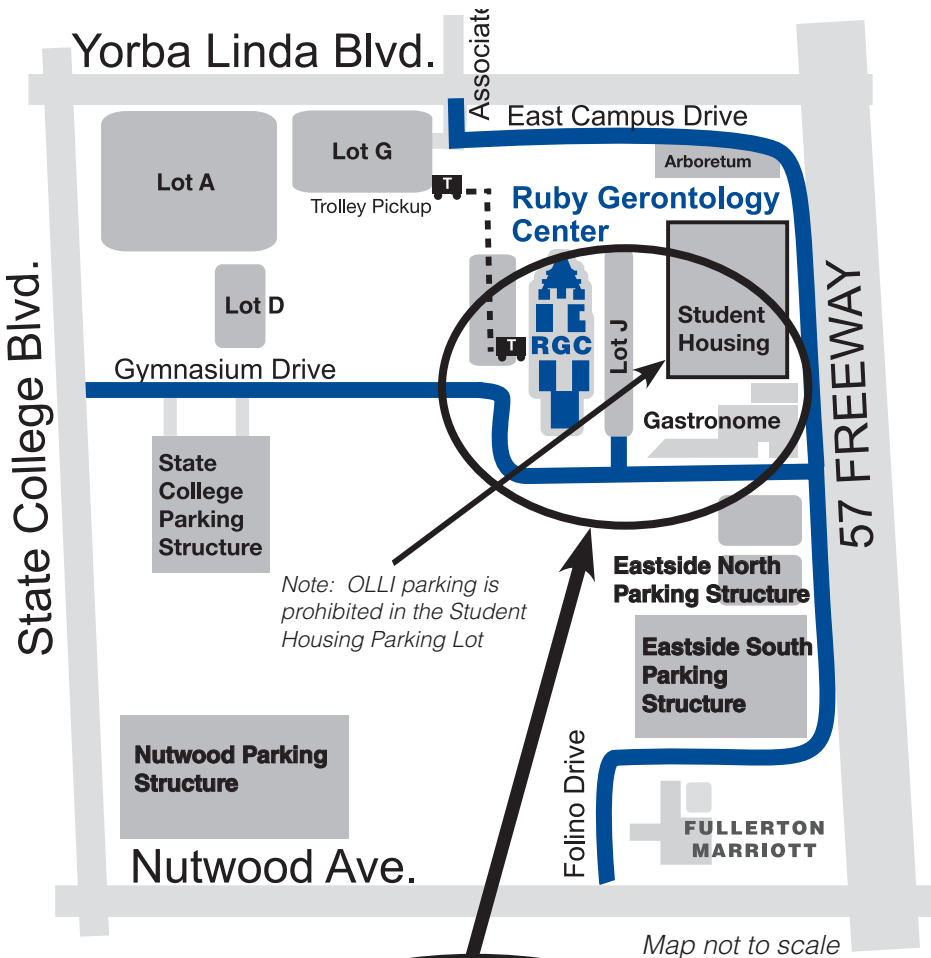 Yorba Linda Blvd.
Associate
East Campus Drive
Lot A
Lot G
Arboretum
T
Trolley Pickup
Ruby Gerontology
Center
State College Blvd.
Lot D
57 FREEWAY
Student
Housing
T
RGC
Lot J
Gymnasium Drive
Gastronome
State
College
Parking
Structure
Note: OLLI parking is
prohibited in the Student
Housing Parking Lot
Eastside North
Parking Structure
Eastside South
Parking
Structure
Nutwood Parking
Structure
Folino Drive
FULLERTON
MARRIOTT
Nutwood Ave.
Map not to scale